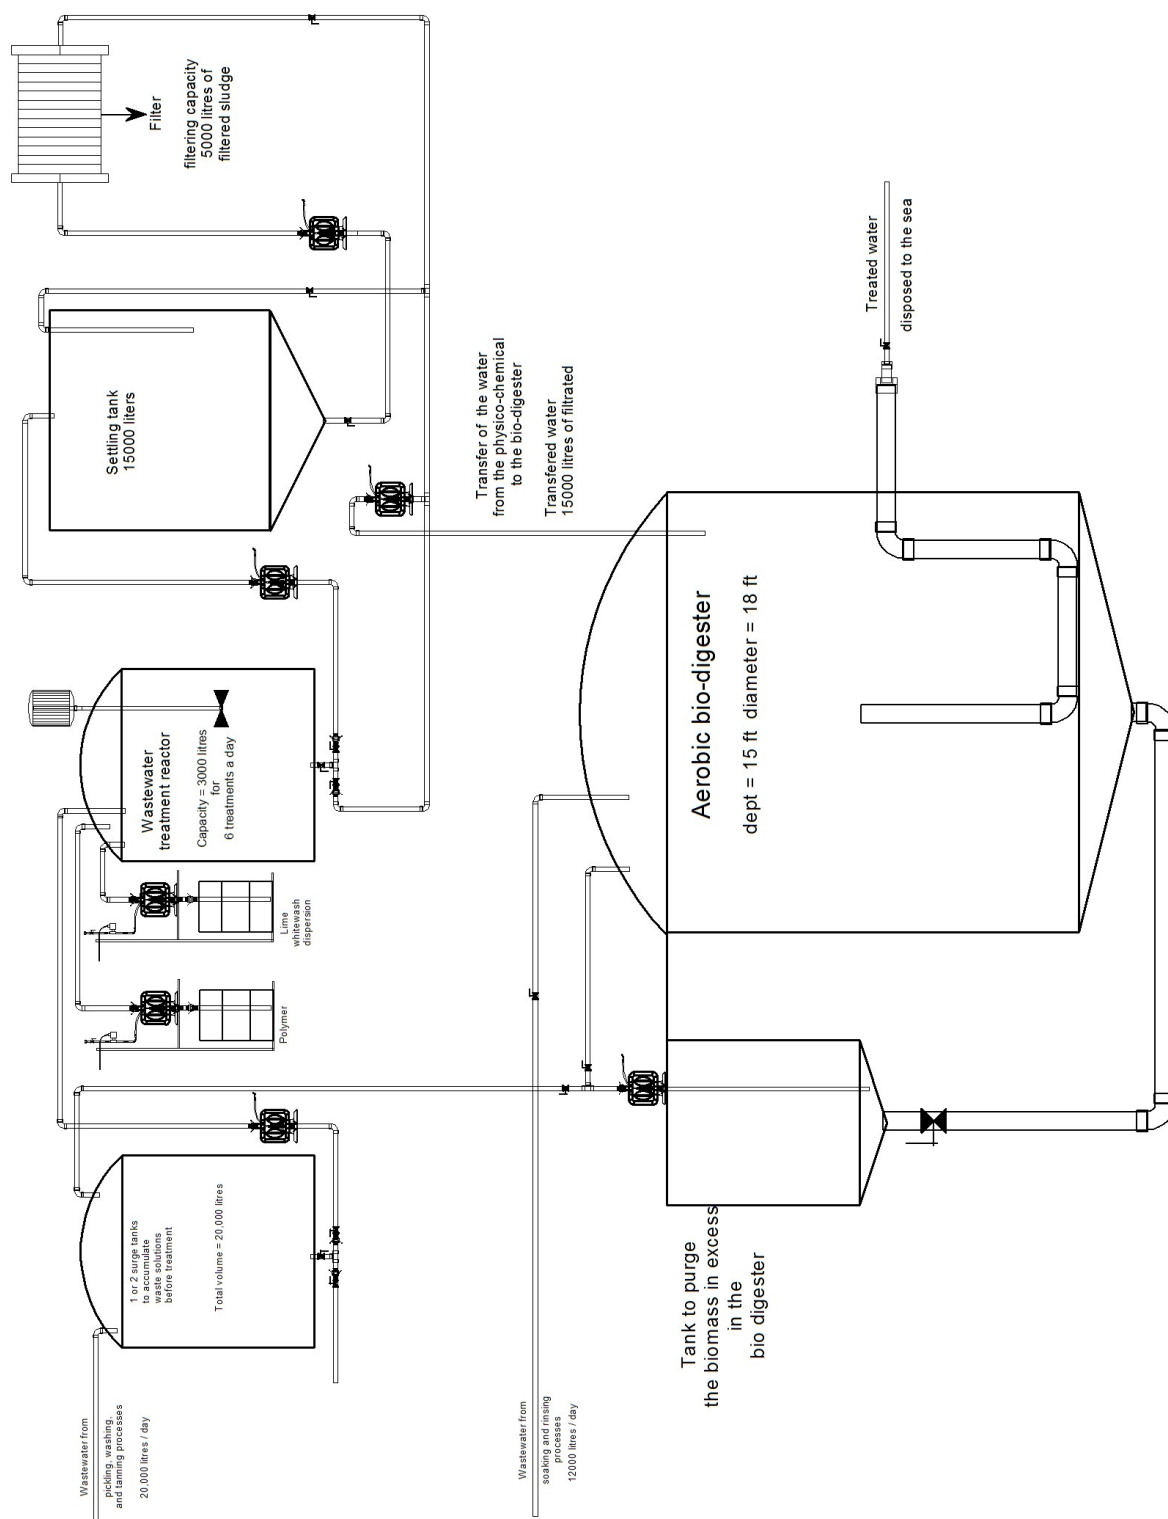 Wastewater from
pickling, washing,
and tanning processes
20,000 litres / day
1 or 2 surge tanks
to accumulate
waste solutions
before treatment
Total volume = 20,000 litres
Polymer
Lime
whitewash
dispersion
Wastewater
treatment reactor
Capacity = 3000 litres
for
6 treatments a day
Settling tank
15000 liters
Filter
filtering capacity
5000 litres of
filtered sludge
Transfer of the water
from the physico-chemical
to the bio-digester
Transfered water
15000 litres of filtrated
Wastewater from
soaking and rinsing
processes
12000 litres / day
Tank to purge
the biomass in excess
in the
bio digester
Aerobic bio-digester
dept = 15 ft diameter = 18 ft
Treated water
disposed to the sea